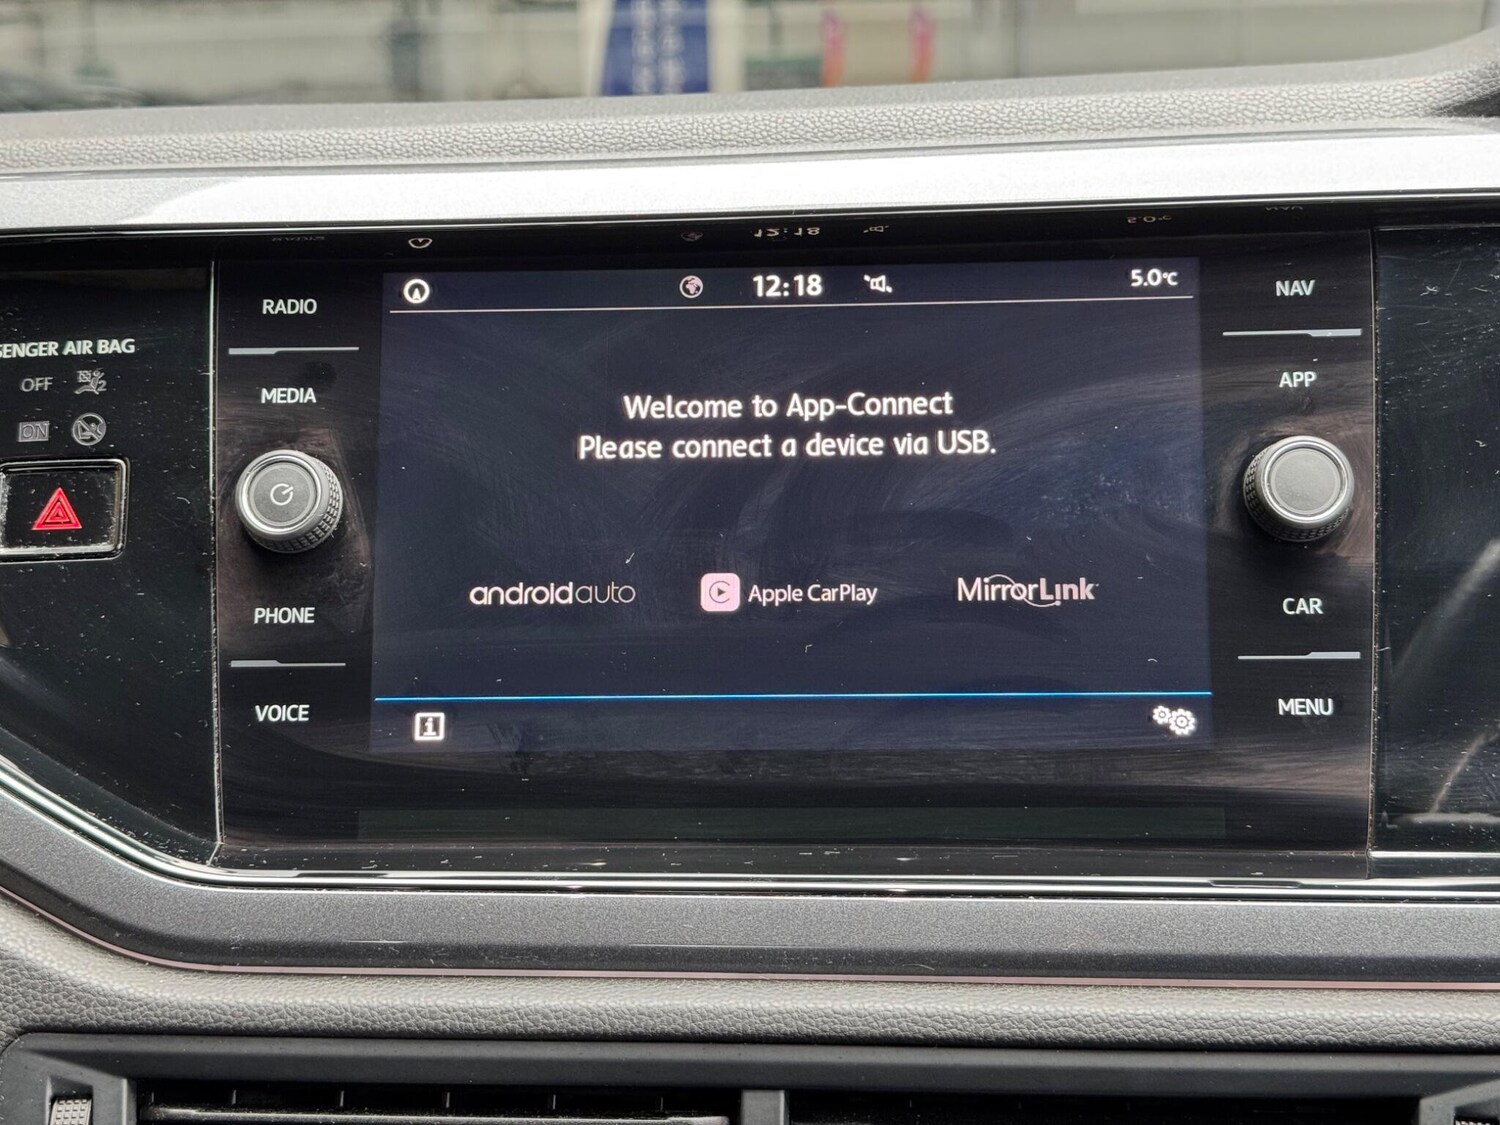 12:18
5.0°C
RADIO
NAV
SENGER AIR BAG
OFF
2
ON
MEDIA
APP
Welcome to App-Connect
Please connect a device via USB.
androidauto
Apple CarPlay
MirrorLink
PHONE
CAR
VOICE
MENU
i